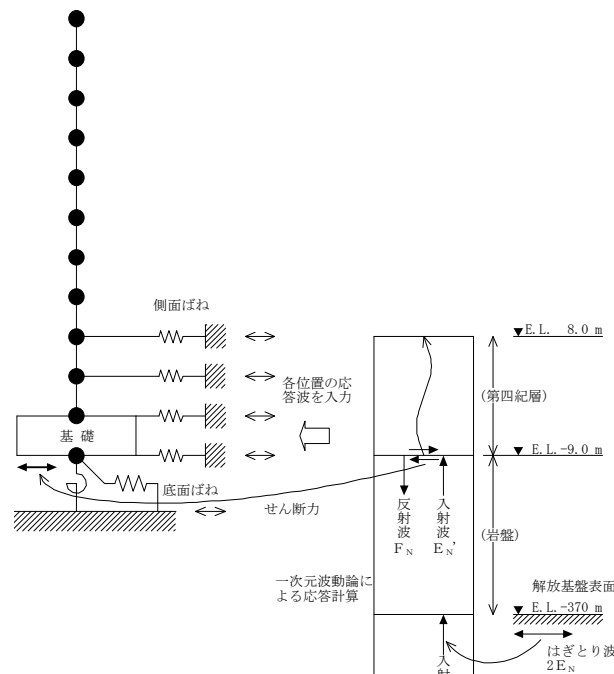 側面ばね
▼E.L. 8.0 m
各位置の応
答波を入力
(第四紀層)
基 礎
▼E.L.-9.0 m
底面ばね
せん断力
反射波
F_N
入射波
E_N'
(岩盤)
一次元波動論に
よる応答計算
解放基盤表面
▼E.L.-370 m
はぎとり波
2E_N
入射